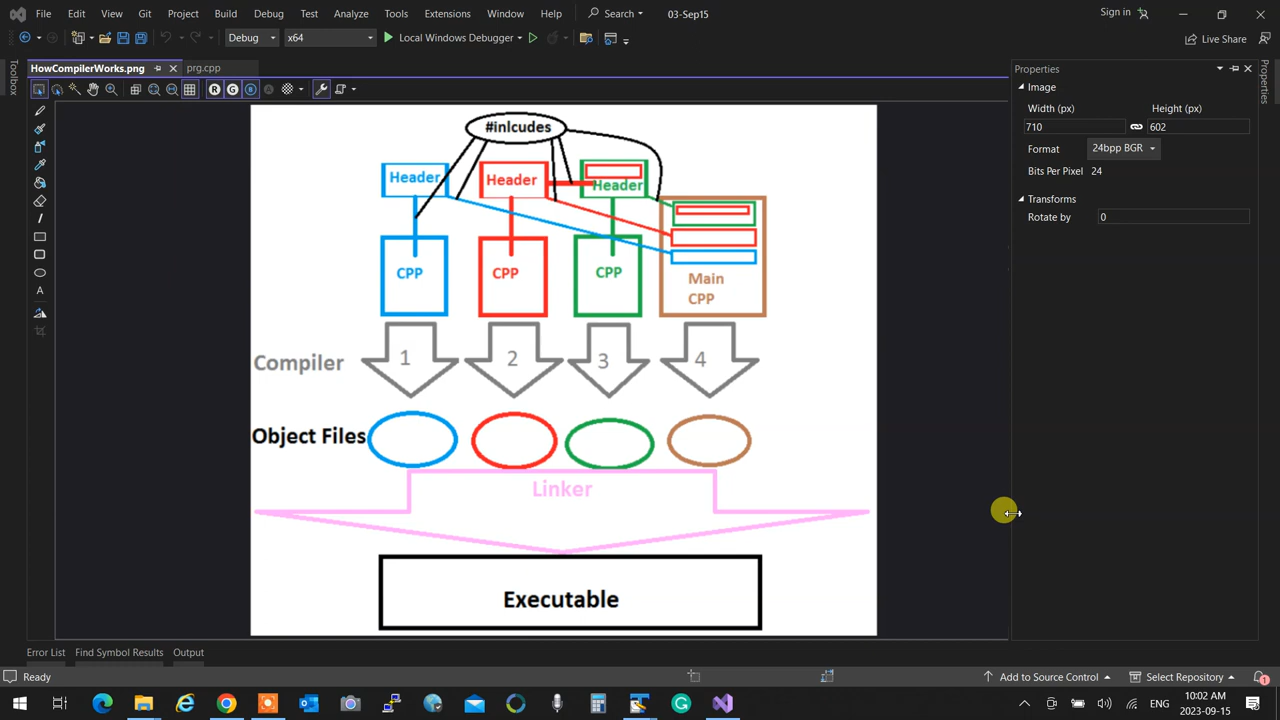 File Edit View Git Project Build Debug Test Analyze Tools Extensions Window Help Search 03-Sep15 Sign in
Debug x64 Local Windows Debugger Live Share
HowCompilerWorks.png prg.cpp
R G B A
Toolbox
A
#inlcudes
Header Header Header
CPP CPP CPP Main
CPP
Compiler 1 2 3 4
Object Files
Linker
Executable
Properties
Image
Width (px) Height (px)
710 602
Format 24bpp BGR
Bits Per Pixel 24
Transforms
Rotate by 0
Properties
Error List Find Symbol Results Output
Ready Add to Source Control Select Repository 1
ENG 10:02 AM
2023-09-15